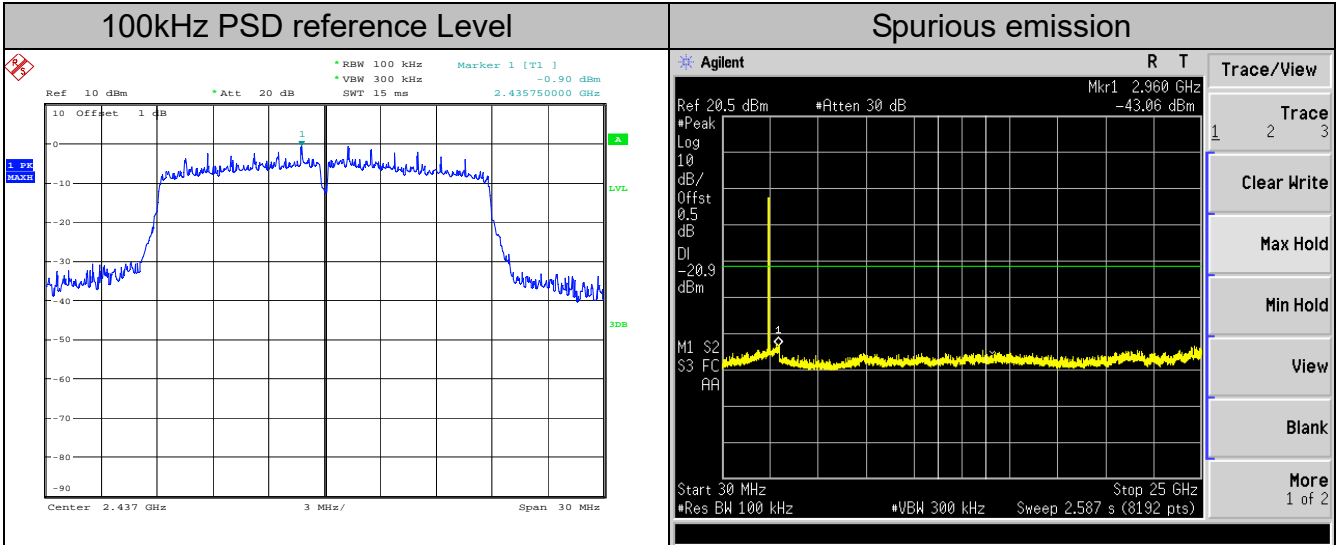 100kHz PSD reference Level
Spurious emission
R S
*RBW 100 kHz Marker 1 [T1 ]
*VBW 300 kHz -0.90 dBm
Ref 10 dBm *Att 20 dB SWT 15 ms 2.435750000 GHz
10 Offset 1 dB
1
A
0
1 PK
MAXH
-10
LVL
-20
-30
-40
3DB
-50
-60
-70
-80
-90
Center 2.437 GHz 3 MHz/ Span 30 MHz
Agilent R T
Mkr1 2.960 GHz
Ref 20.5 dBm #Atten 30 dB -43.06 dBm
#Peak
Log
10
dB/
Offst
0.5
dB
DI
-20.9
dBm
1
M1 S2
S3 FC
AA
Start 30 MHz Stop 25 GHz
#Res BW 100 kHz #VBW 300 kHz Sweep 2.587 s (8192 pts)
Trace/View
Trace
1 2 3
Clear Write
Max Hold
Min Hold
View
Blank
More
1 of 2